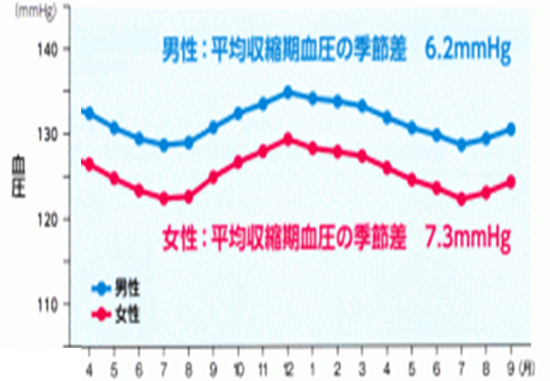 (mmHg)
男性：平均収縮期血圧の季節差 6.2mmHg
140
130
血圧
120
女性：平均収縮期血圧の季節差 7.3mmHg
男性
女性
110
4 5 6 7 8 9 10 11 12 1 2 3 4 5 6 7 8 9 (月)